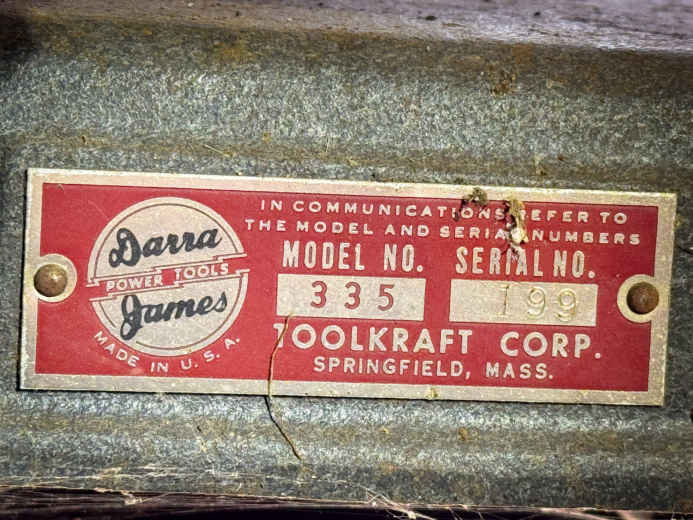 Darra
POWER TOOLS
James
MADE IN U.S.A.
IN COMMUNICATIONS REFER TO
THE MODEL AND SERIAL NUMBERS
MODEL NO. SERIAL NO.
335 199
TOOLKRAFT CORP.
SPRINGFIELD, MASS.